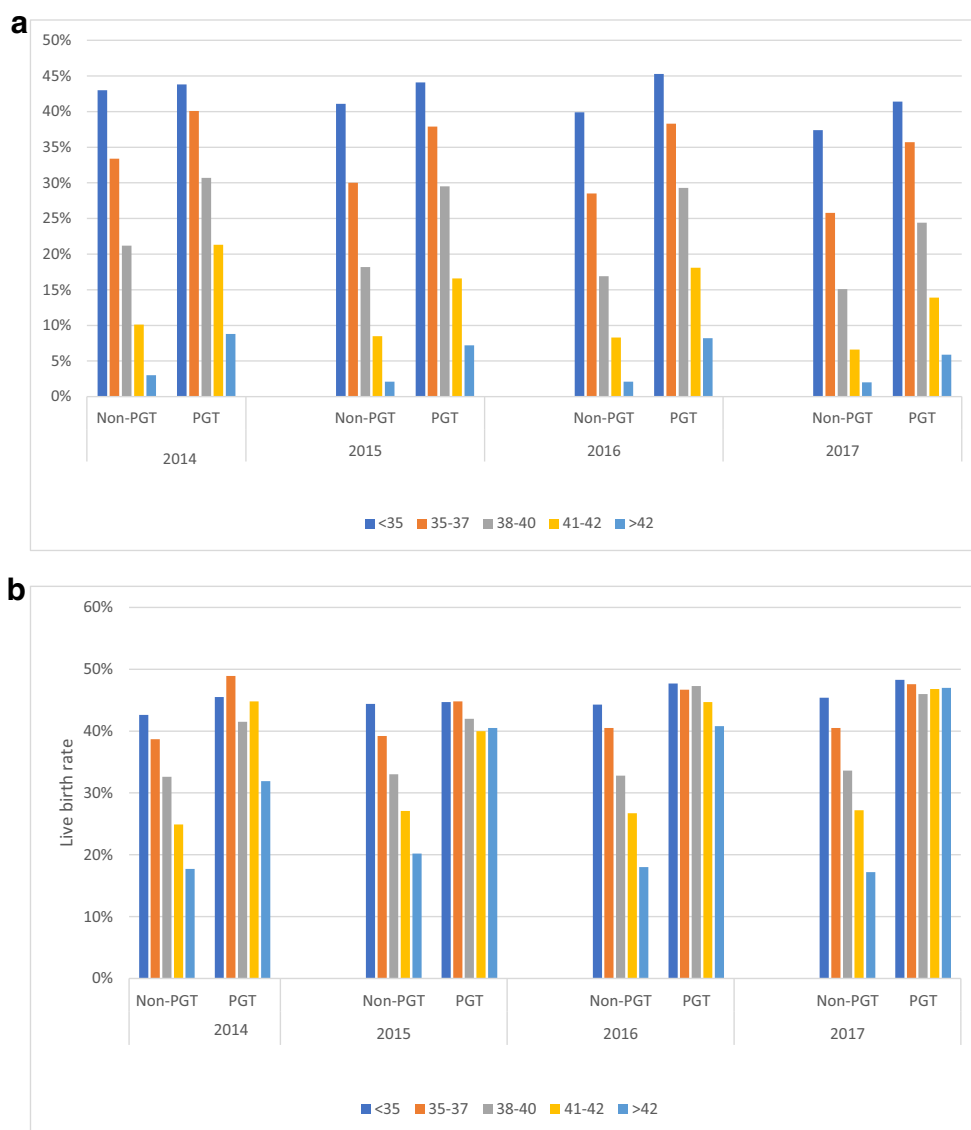 a
50%
45%
40%
35%
30%
25%
20%
15%
10%
5%
0%
Non-PGT PGT Non-PGT PGT Non-PGT PGT Non-PGT PGT
2014 2015 2016 2017
<35 35-37 38-40 41-42 >42
b
60%
50%
40%
30%
20%
10%
0%
Live birth rate
Non-PGT PGT Non-PGT PGT Non-PGT PGT Non-PGT PGT
2014 2015 2016 2017
<35 35-37 38-40 41-42 >42